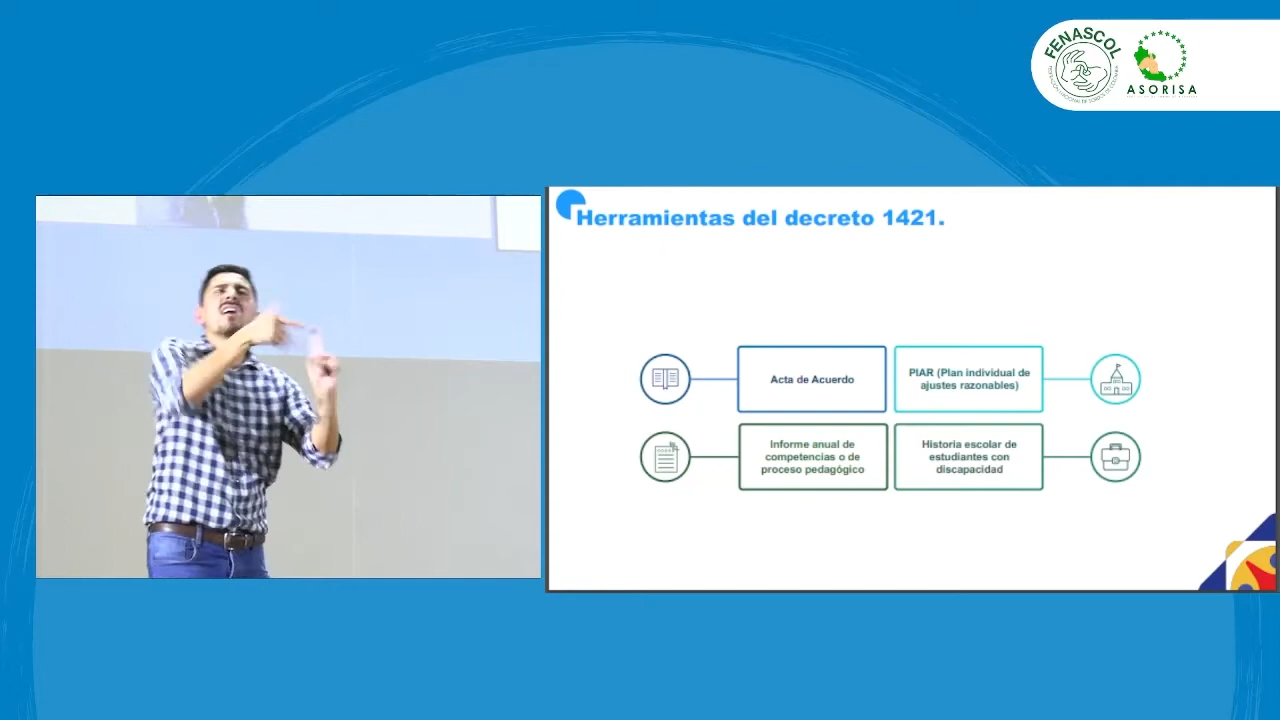 FENASCOL
ASORISA
Herramientas del decreto 1421.
Acta de Acuerdo
PIAR (Plan individual de
ajustes razonables)
Informe anual de
competencias o de
proceso pedagógico
Historia escolar de
estudiantes con
discapacidad